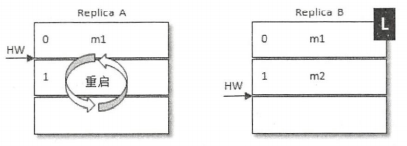 Replica A
0 m1
HW
1 重启
Replica B
L
0 m1
1 m2
HW